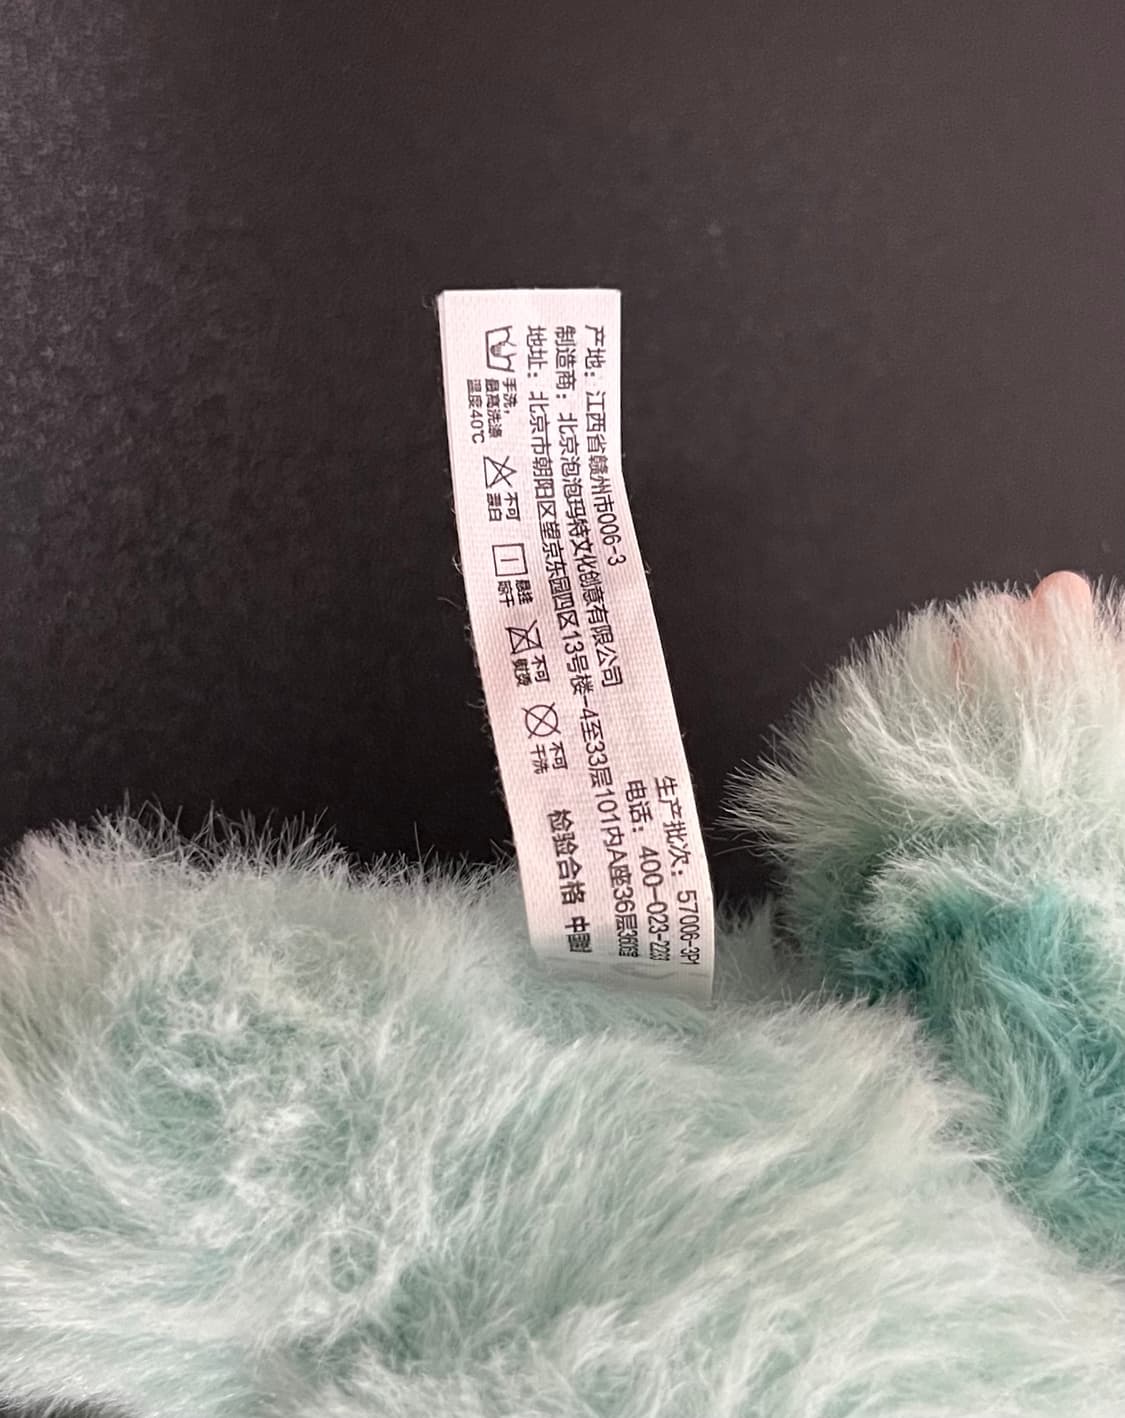 产地：江西省赣州市006-3
生产批次：57006-3P1
制造商：北京泡泡玛特文化创意有限公司
电话：400-023-2233
地址：北京市朝阳区望京东园四区13号楼-4至33层101内A座36层3603室
手洗，
最高洗涤
温度40℃
不可
漂白
悬挂
晾干
不可
熨烫
不可
干洗
检验合格 中國